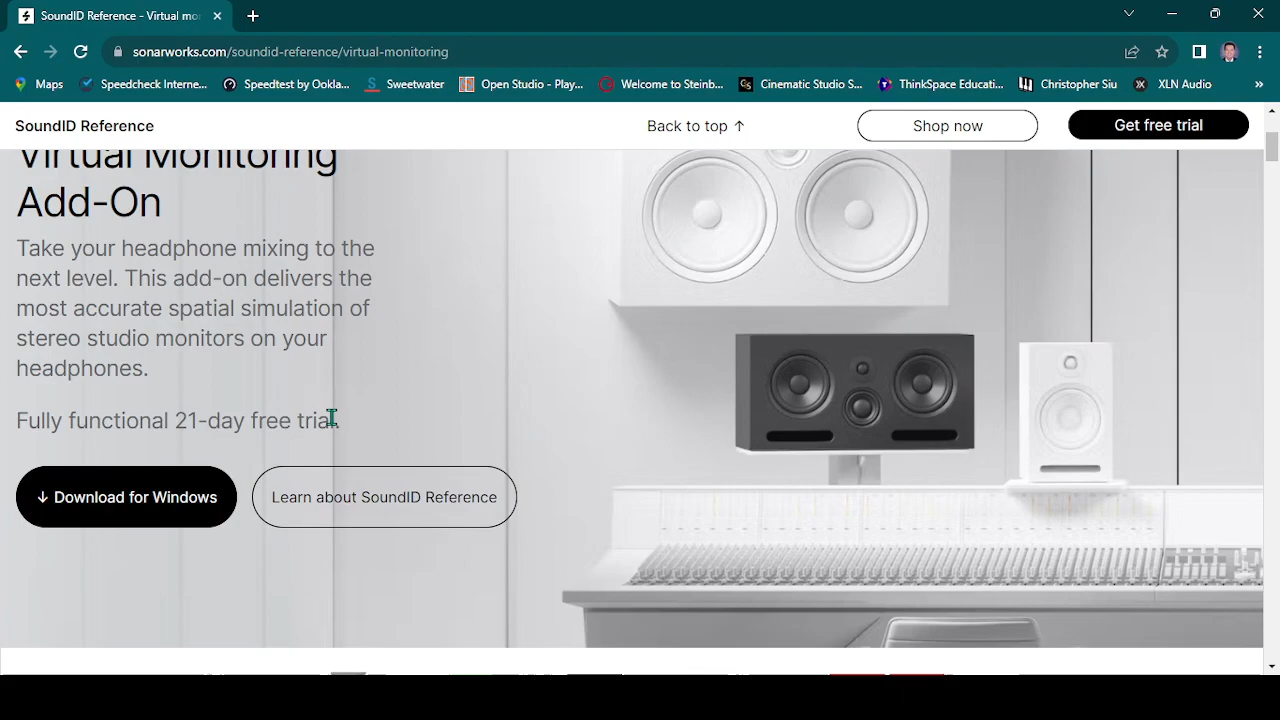 SoundID Reference - Virtual mo
sonarworks.com/soundid-reference/virtual-monitoring
Maps Speedcheck Interne... Speedtest by Ookla... Sweetwater Open Studio - Play... Welcome to Steinb... Cinematic Studio S... ThinkSpace Educati... Christopher Siu XLN Audio »
SoundID Reference Back to top ↑ Shop now Get free trial
Virtual Monitoring
Add-On
Take your headphone mixing to the
next level. This add-on delivers the
most accurate spatial simulation of
stereo studio monitors on your
headphones.
Fully functional 21-day free trial.
↓ Download for Windows Learn about SoundID Reference